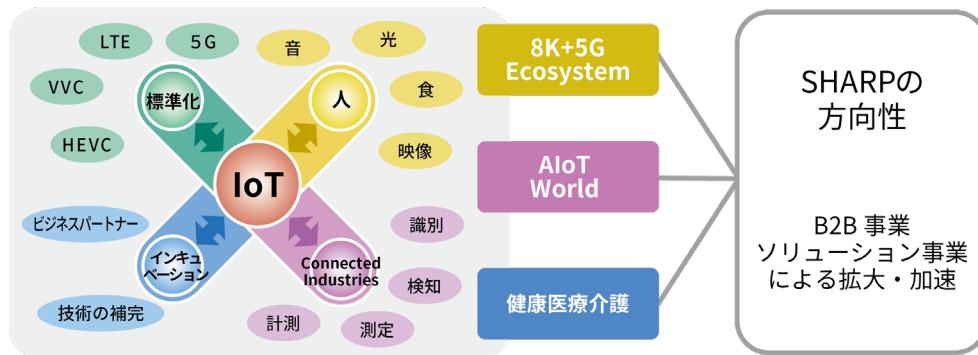 LTE
5G
音
光
VVC
標準化
人
食
HEVC
映像
IoT
ビジネスパートナー
識別
インキュ
ベーション
Connected
Industries
検知
技術の補完
計測
測定
8K+5G
Ecosystem
AIoT
World
健康医療介護
SHARPの
方向性
B2B 事業
ソリューション事業
による拡大・加速